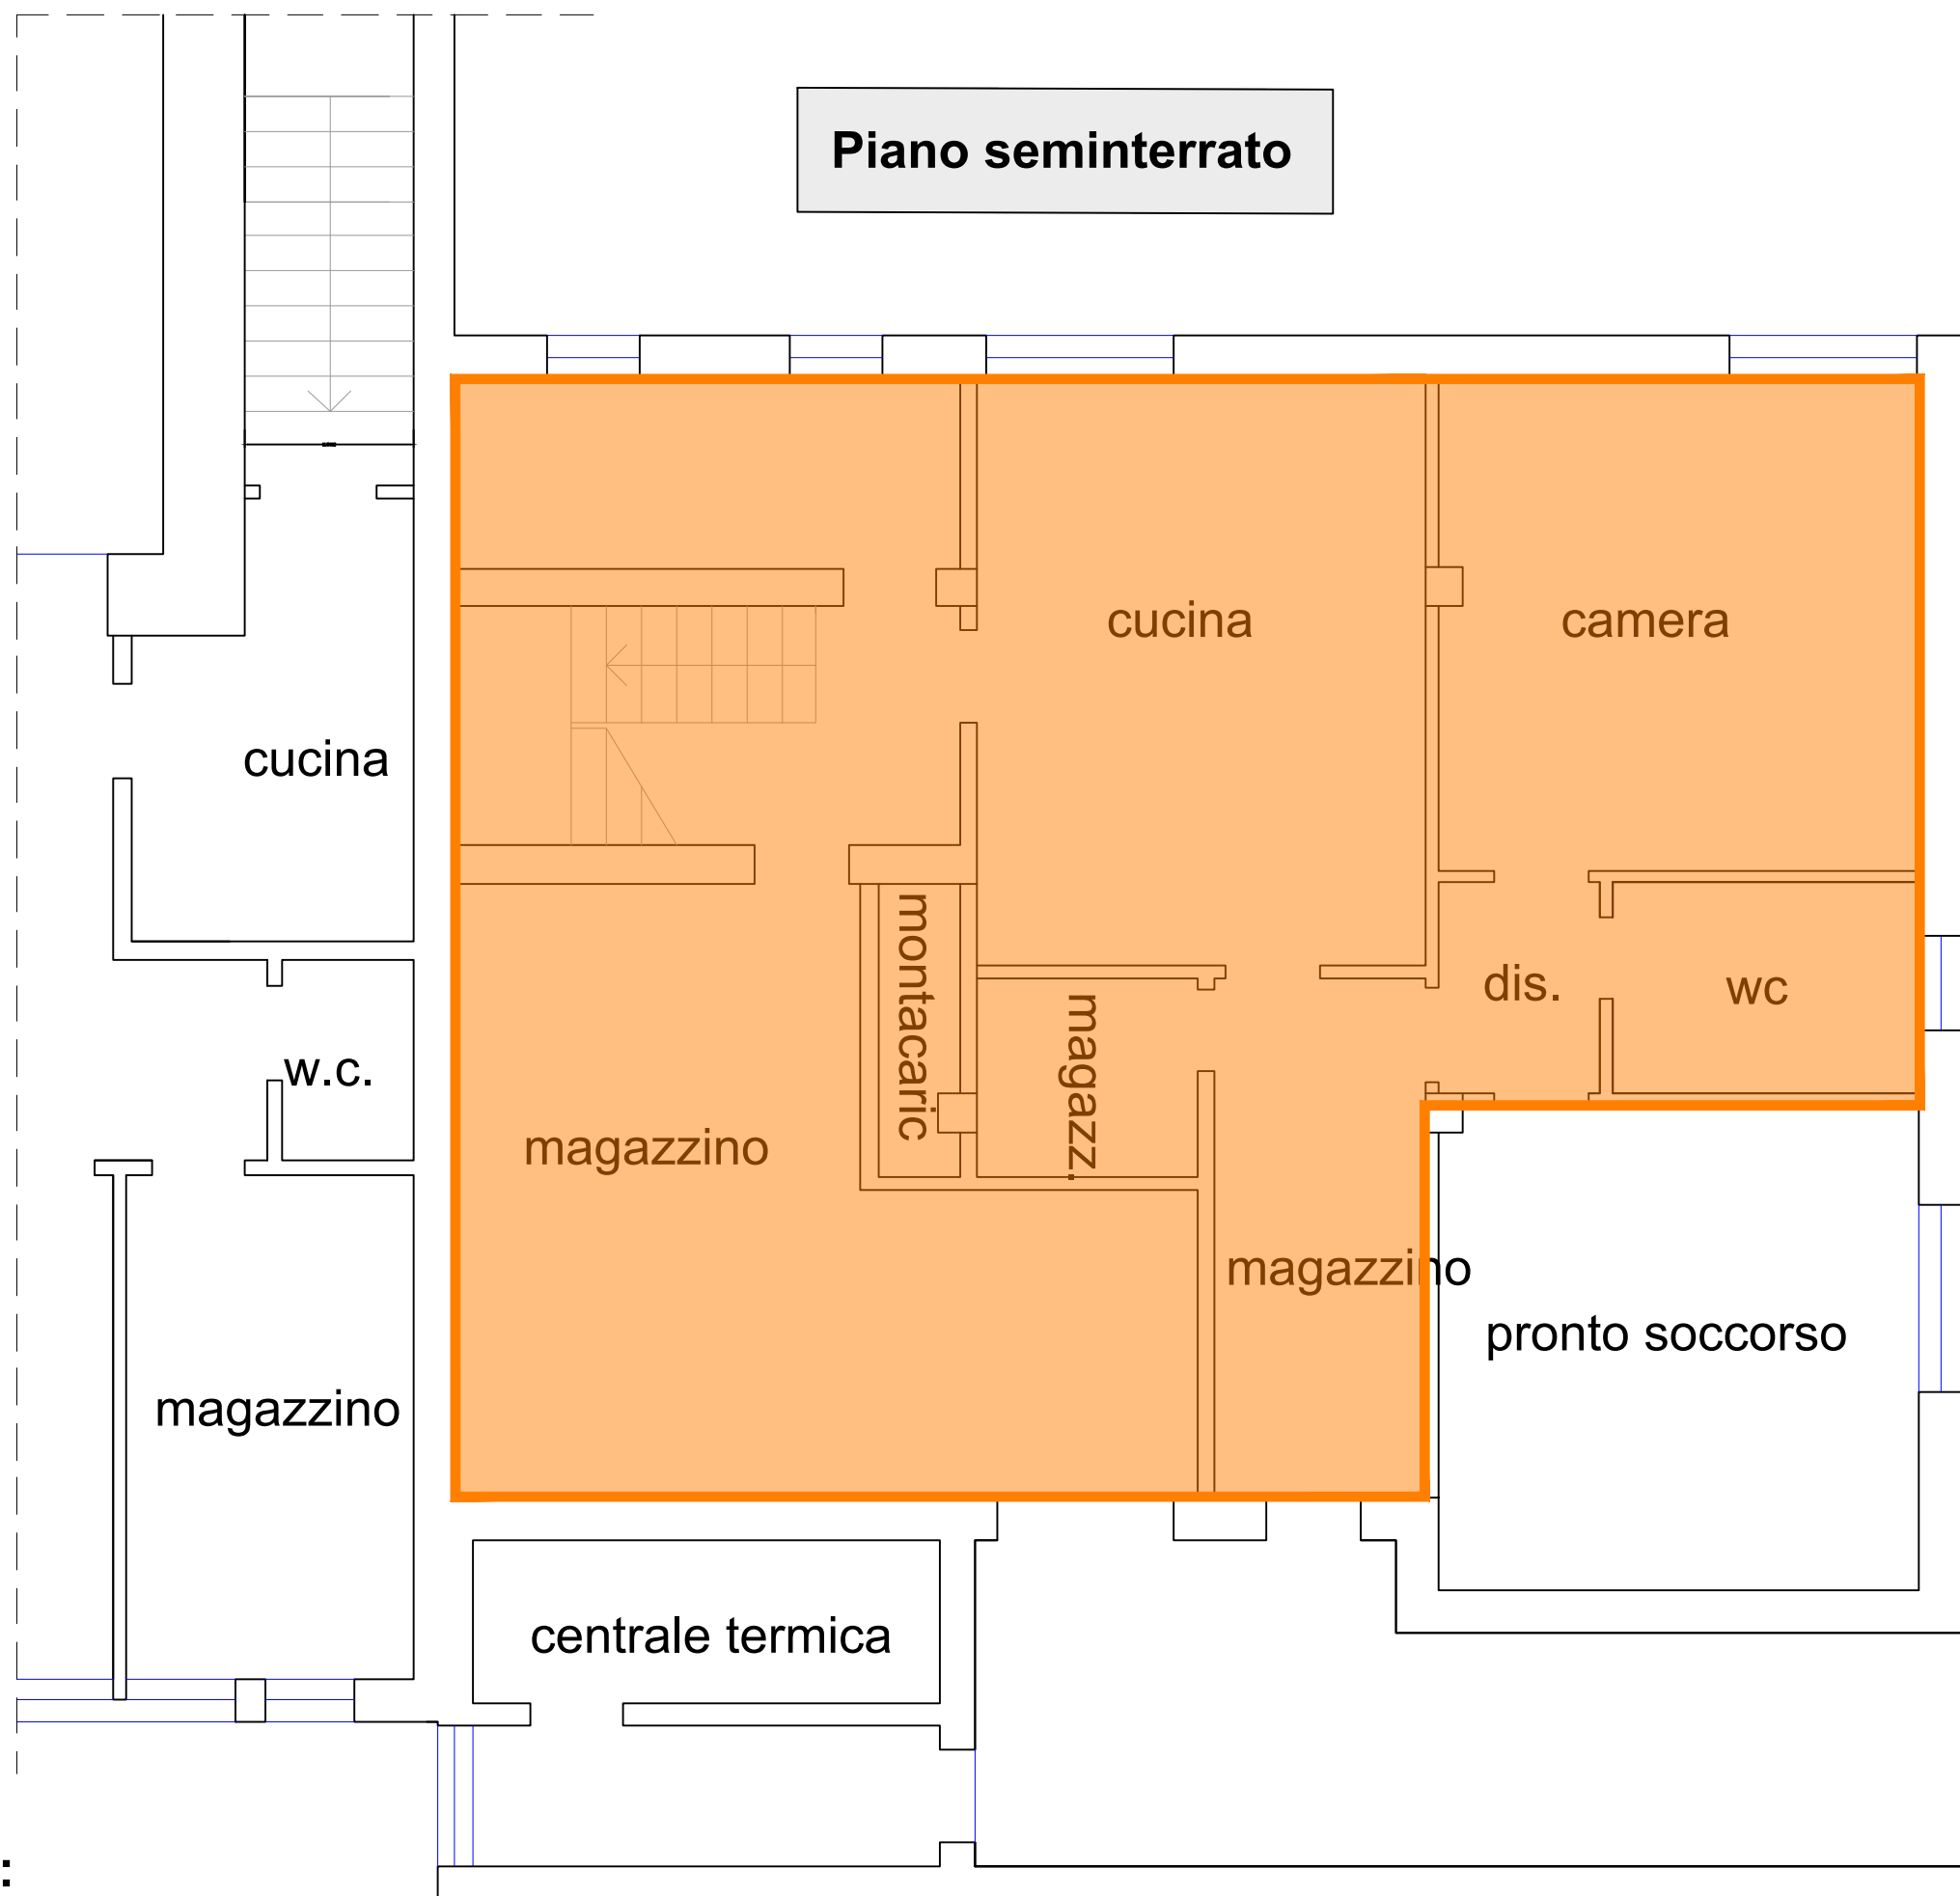 Piano seminterrato
cucina
camera
cucina
montacaric
magazz.
dis.
wc
w.c.
magazzino
magazzino
pronto soccorso
magazzino
centrale termica
: